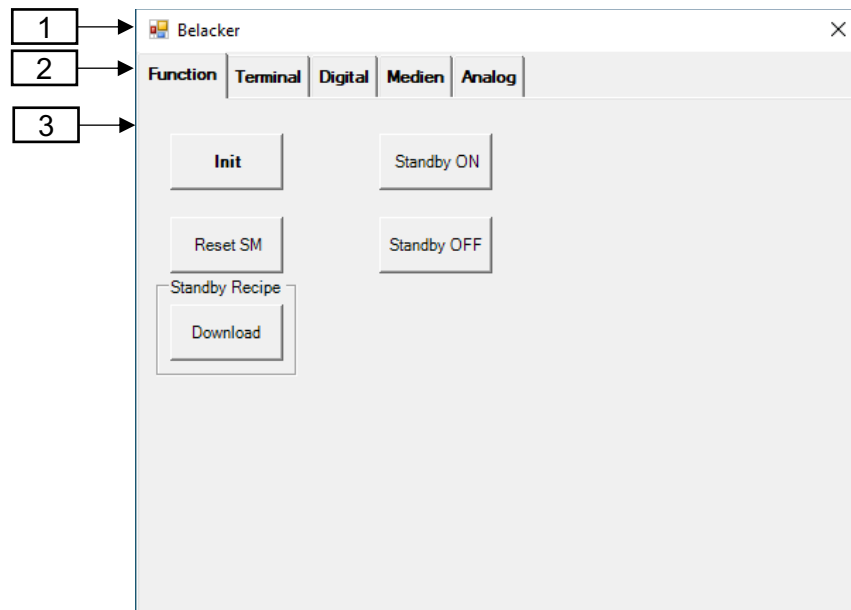 1
Belacker
2
Function Terminal Digital Medien Analog
3
Init Standby ON
Reset SM Standby OFF
Standby Recipe
Download